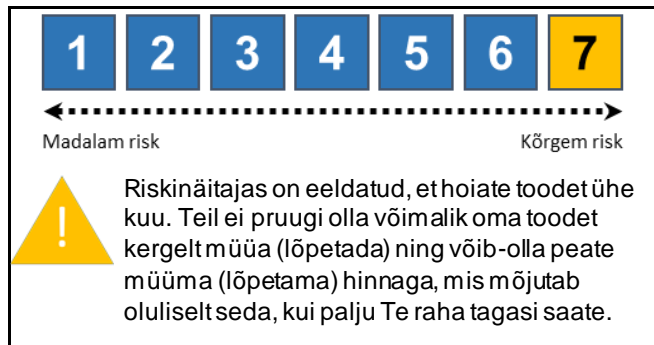 1 2 3 4 5 6 7
Madalam risk Kõrgem risk
Riskinäitajas on eeldatud, et hoiate toodet ühe
kuu. Teil ei pruugi olla võimalik oma toodet
kergelt müüa (lõpetada) ning võib-olla peate
müüma (lõpetama) hinnaga, mis mõjutab
oluliselt seda, kui palju Te raha tagasi saate.
!